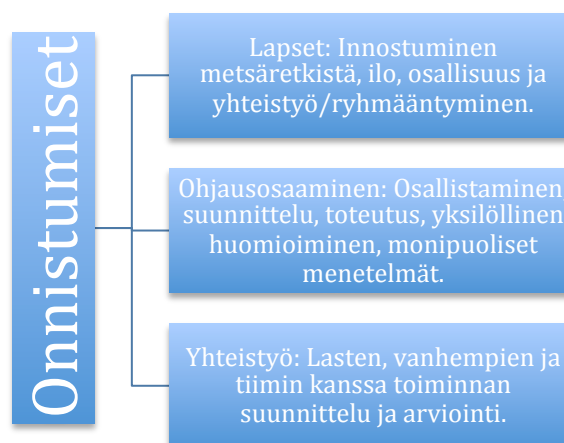 Onnistumiset
Lapset: Innostuminen
metsäretkistä, ilo, osallisuus ja
yhteistyö/ryhmääntyminen.
Ohjausosaaminen: Osallistaminen
suunnittelu, toteutus, yksilöllinen
huomioiminen, monipuoliset
menetelmät.
Yhteistyö: Lasten, vanhempien ja
tiimin kanssa toiminnan
suunnittelu ja arviointi.